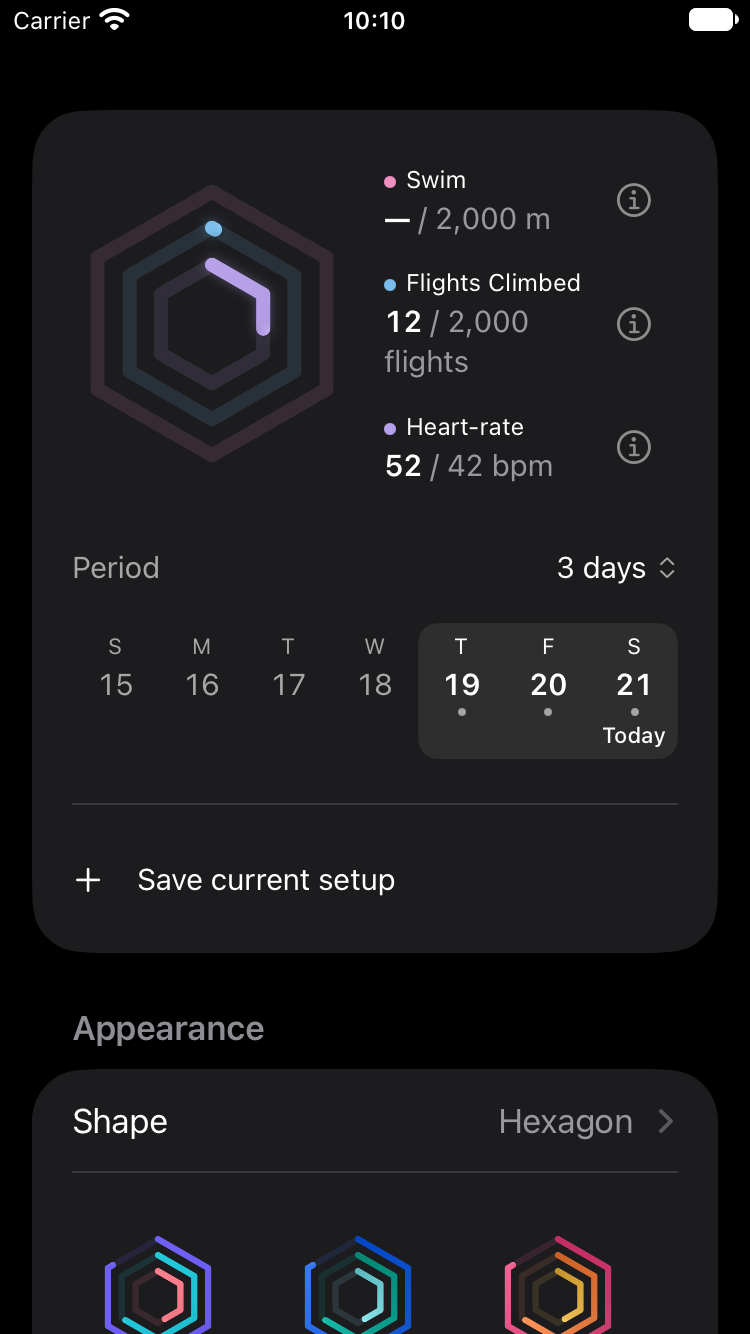 Carrier 10:10
Swim
— / 2,000 m
Flights Climbed
12 / 2,000
flights
Heart-rate
52 / 42 bpm
Period 3 days
S M T W T F S
15 16 17 18 19 20 21
Today
+ Save current setup
Appearance
Shape Hexagon